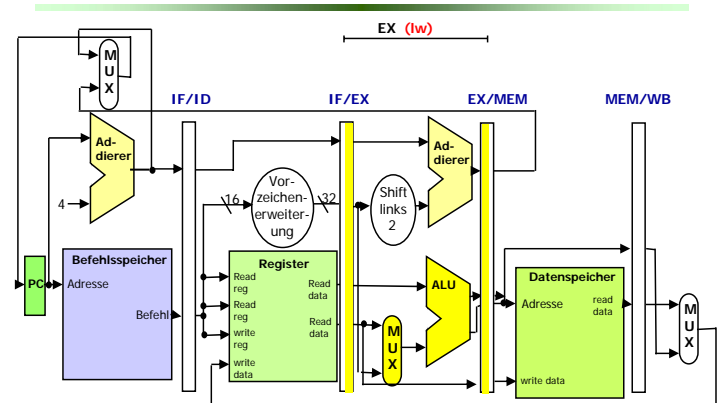 EX (lw)
M
U
X
IF/ID
IF/EX
EX/MEM
MEM/WB
Ad-
dierer
4
16
Vor-
zeichen-
erweiter-
ung
32
Shift
links
2
Ad-
dierer
PC
Befehlsspeicher
Adresse
Befehl
Register
Read
reg
Read
reg
write
reg
write
data
Read
data
Read
data
M
U
X
ALU
Datenspeicher
Adresse
read
data
write data
M
U
X